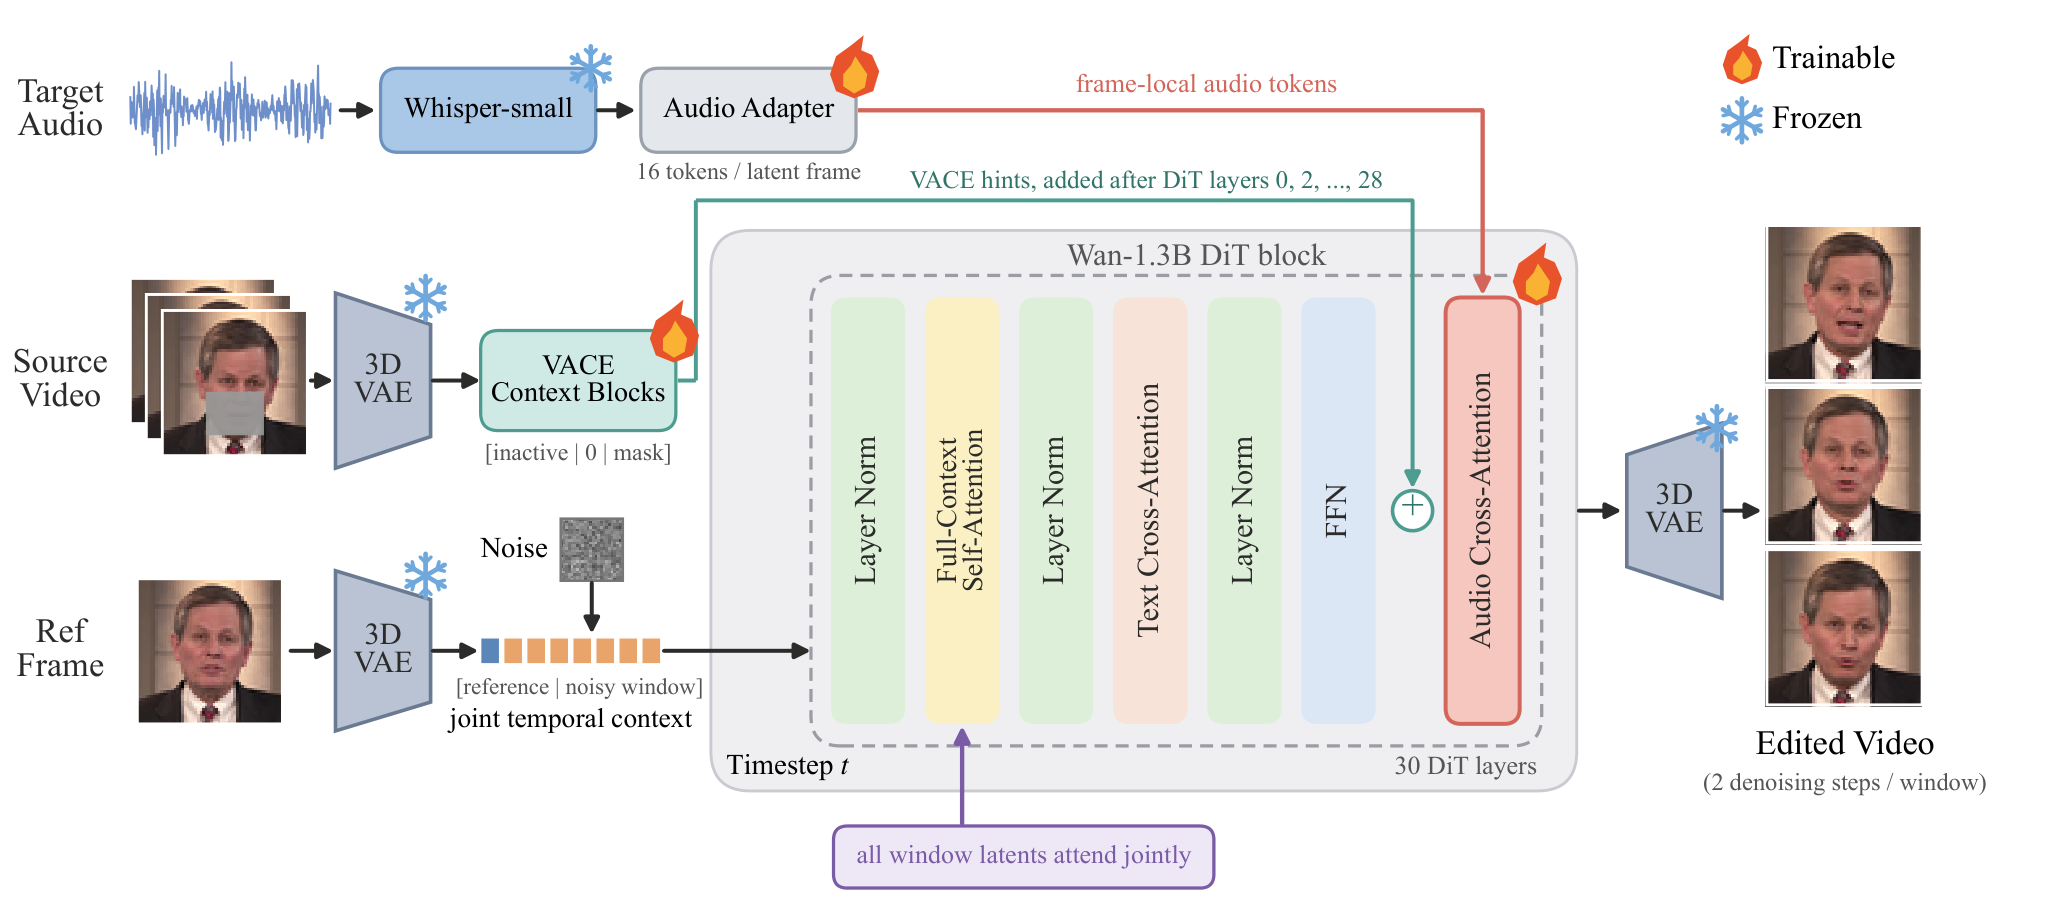 Target
Audio
Whisper-small
Audio Adapter
16 tokens / latent frame
frame-local audio tokens
Trainable
Frozen
VACE hints, added after DiT layers 0, 2, ..., 28
Source
Video
3D
VAE
VACE
Context Blocks
[inactive | 0 | mask]
Ref
Frame
3D
VAE
Noise
[reference | noisy window]
joint temporal context
Wan-1.3B DiT block
Layer Norm
Full-Context
Self-Attention
Layer Norm
Text Cross-Attention
Layer Norm
FFN
+
Audio Cross-Attention
Timestep t
30 DiT layers
all window latents attend jointly
3D
VAE
Edited Video
(2 denoising steps / window)